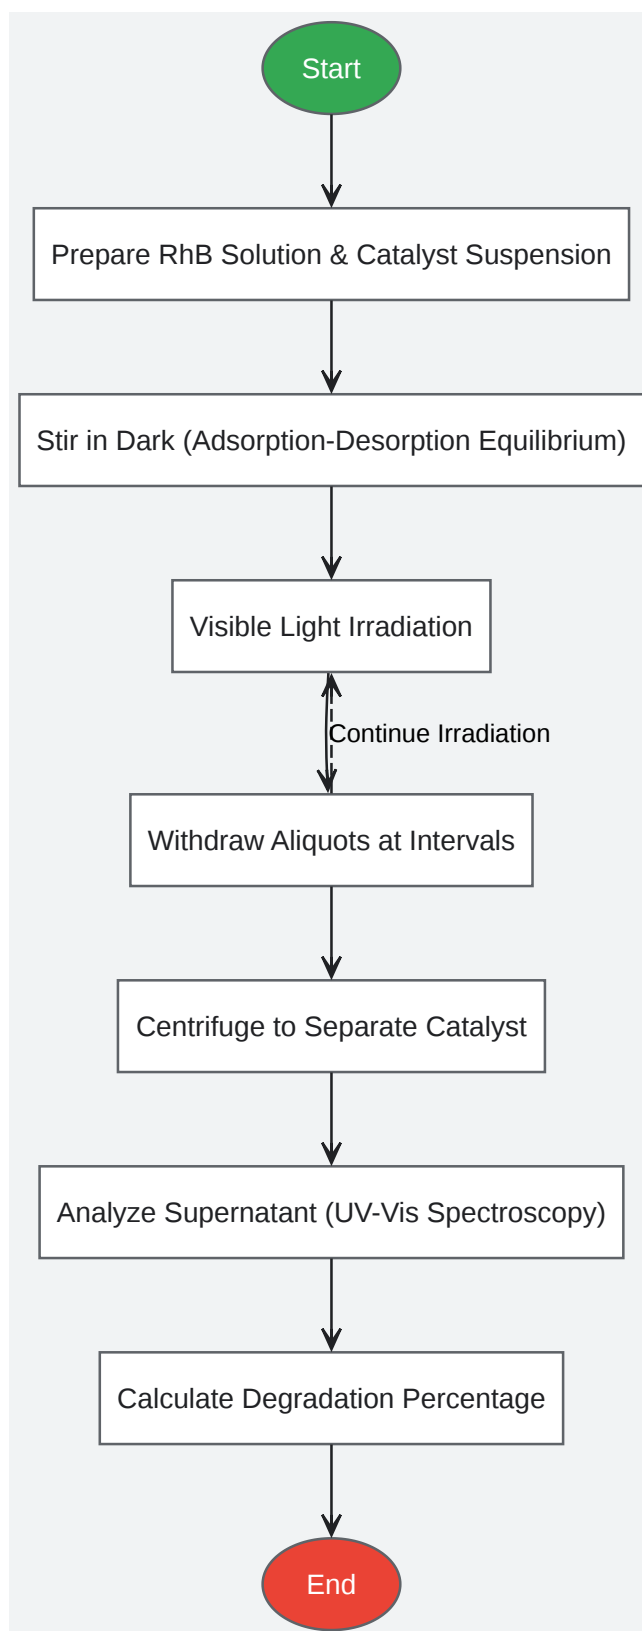 Start
Prepare RhB Solution & Catalyst Suspension
Stir in Dark (Adsorption-Desorption Equilibrium)
Visible Light Irradiation
Continue Irradiation
Withdraw Aliquots at Intervals
Centrifuge to Separate Catalyst
Analyze Supernatant (UV-Vis Spectroscopy)
Calculate Degradation Percentage
End